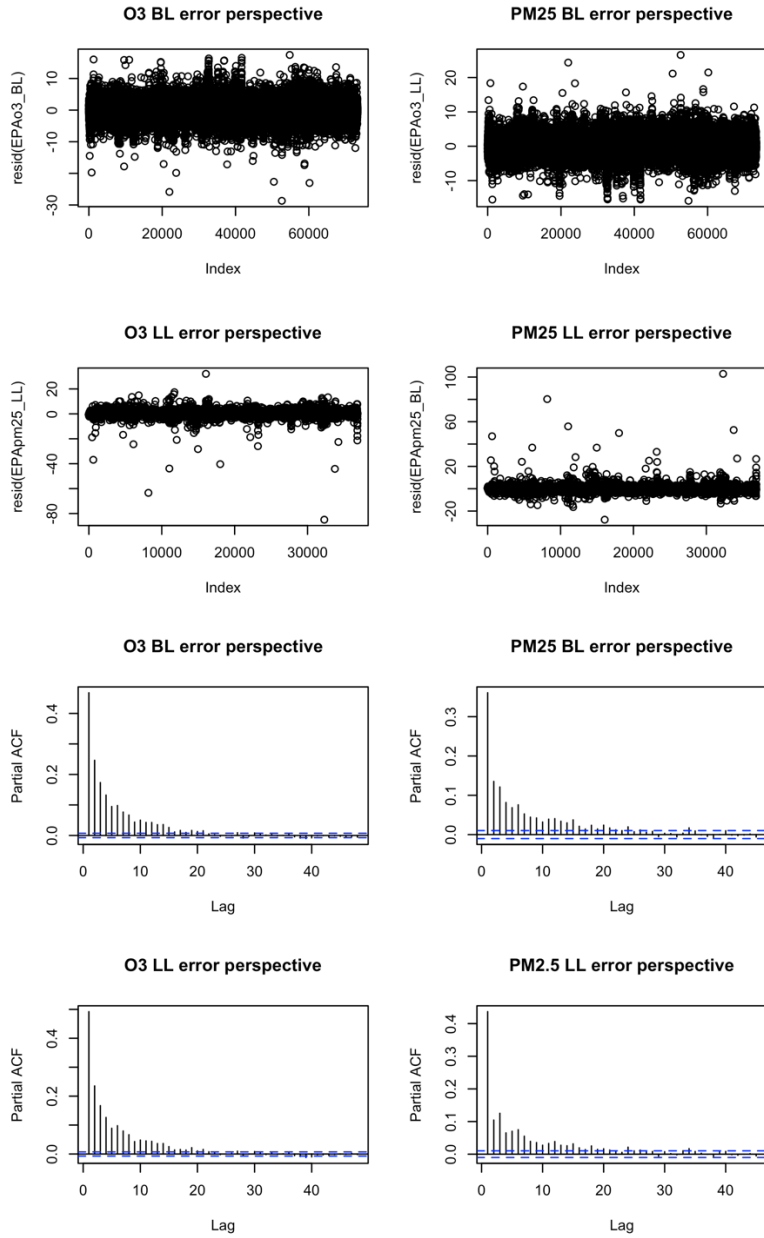 O3 BL error perspective
resid(EPAo3_BL)
10
0
-10
-30
0 20000 40000 60000
Index
PM25 BL error perspective
resid(EPAo3_LL)
20
10
0
-10
0 20000 40000 60000
Index
O3 LL error perspective
resid(EPApm25_LL)
20
0
-40
-80
0 10000 20000 30000
Index
PM25 LL error perspective
resid(EPApm25_BL)
100
60
20
-20
0 10000 20000 30000
Index
O3 BL error perspective
Partial ACF
0.4
0.2
0.0
0 10 20 30 40
Lag
PM25 BL error perspective
Partial ACF
0.3
0.2
0.1
0.0
0 10 20 30 40
Lag
O3 LL error perspective
Partial ACF
0.4
0.2
0.0
0 10 20 30 40
Lag
PM2.5 LL error perspective
Partial ACF
0.4
0.3
0.2
0.1
0.0
0 10 20 30 40
Lag